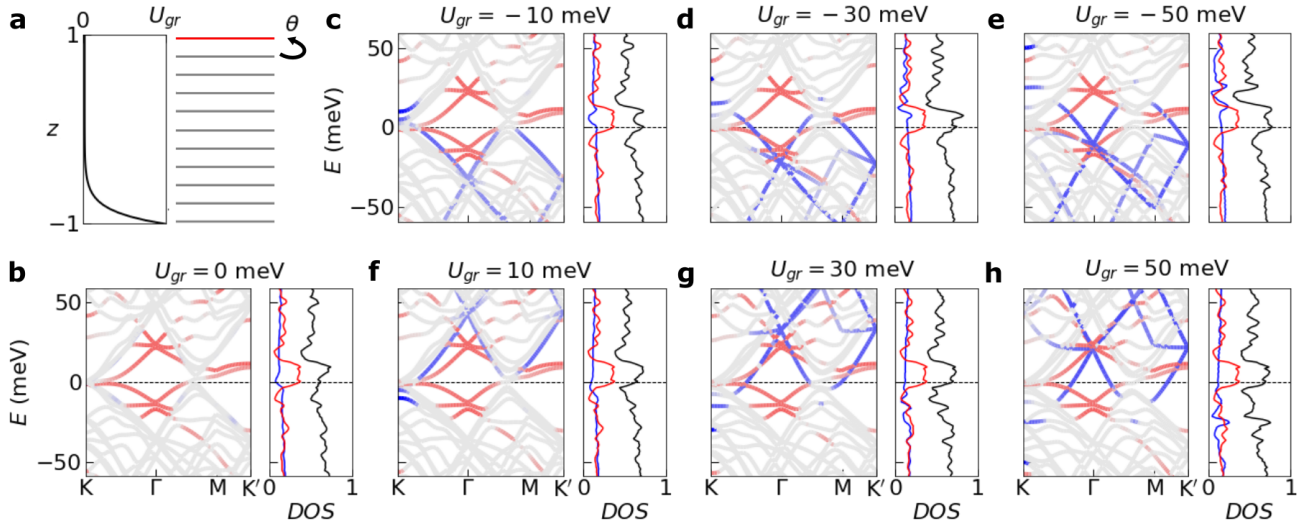 a
0
U_gr
θ
1
z
−1
c
U_gr = −10 meV
E (meV)
0
−50
d
U_gr = −30 meV
e
U_gr = −50 meV
b
U_gr = 0 meV
E (meV)
50
0
−50
K
Γ
M
K′
0
1
DOS
f
U_gr = 10 meV
K
Γ
M
K′
0
1
DOS
g
U_gr = 30 meV
K
Γ
M
K′
0
1
DOS
h
U_gr = 50 meV
K
Γ
M
K′
0
1
DOS